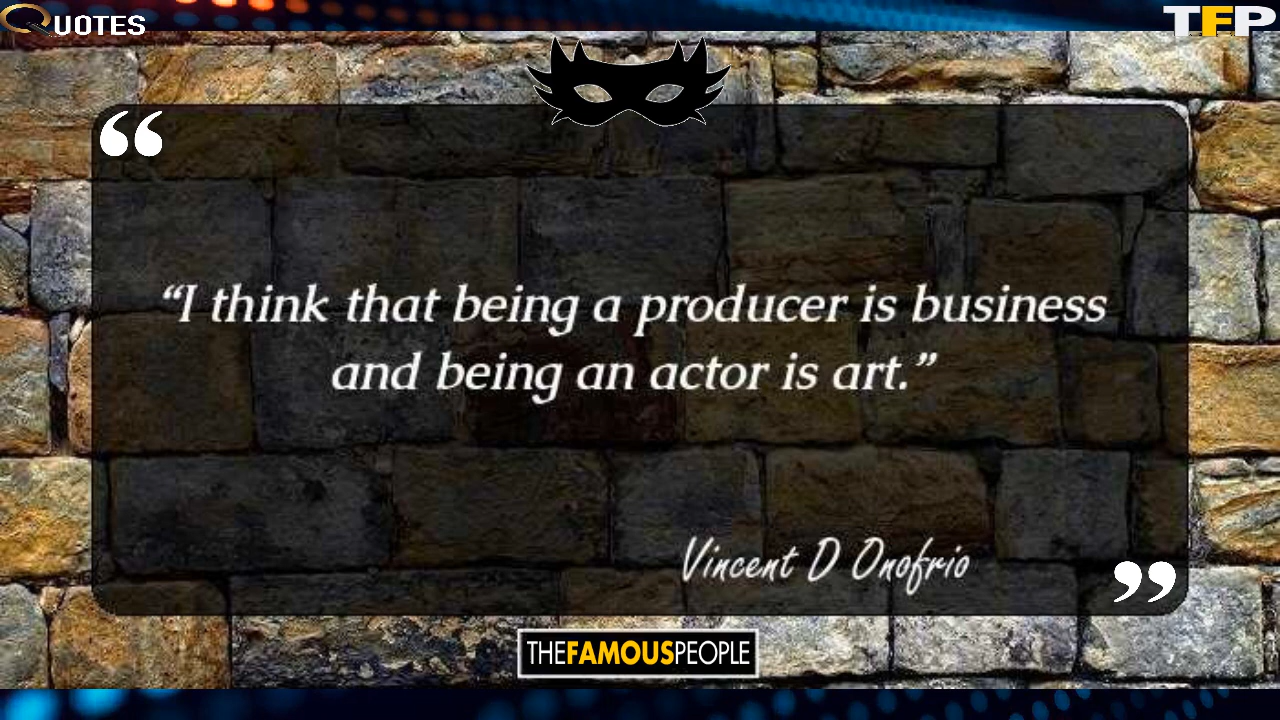 QUOTES
TFP
“
“I think that being a producer is business
and being an actor is art.”
Vincent D Onofrio
”
THEFAMOUSPEOPLE